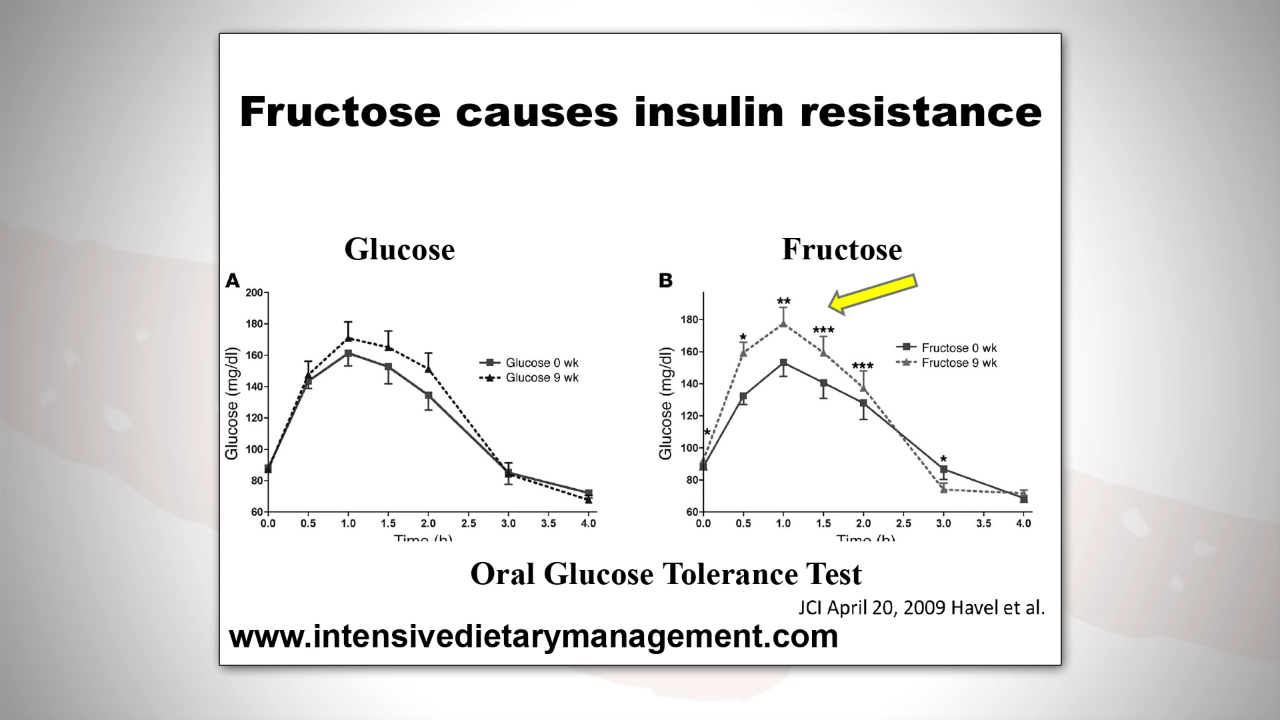 Fructose causes insulin resistance
Glucose
Fructose
A
Glucose (mg/dl)
200
180
160
140
120
100
80
60
0.0 0.5 1.0 1.5 2.0 2.5 3.0 3.5 4.0
Time (h)
Glucose 0 wk
Glucose 9 wk
B
Glucose (mg/dl)
180
160
140
120
100
80
60
0.0 0.5 1.0 1.5 2.0 2.5 3.0 3.5 4.0
Time (h)
*
*
**
***
***
*
Fructose 0 wk
Fructose 9 wk
Oral Glucose Tolerance Test
JCI April 20, 2009 Havel et al.
www.intensivedietarymanagement.com